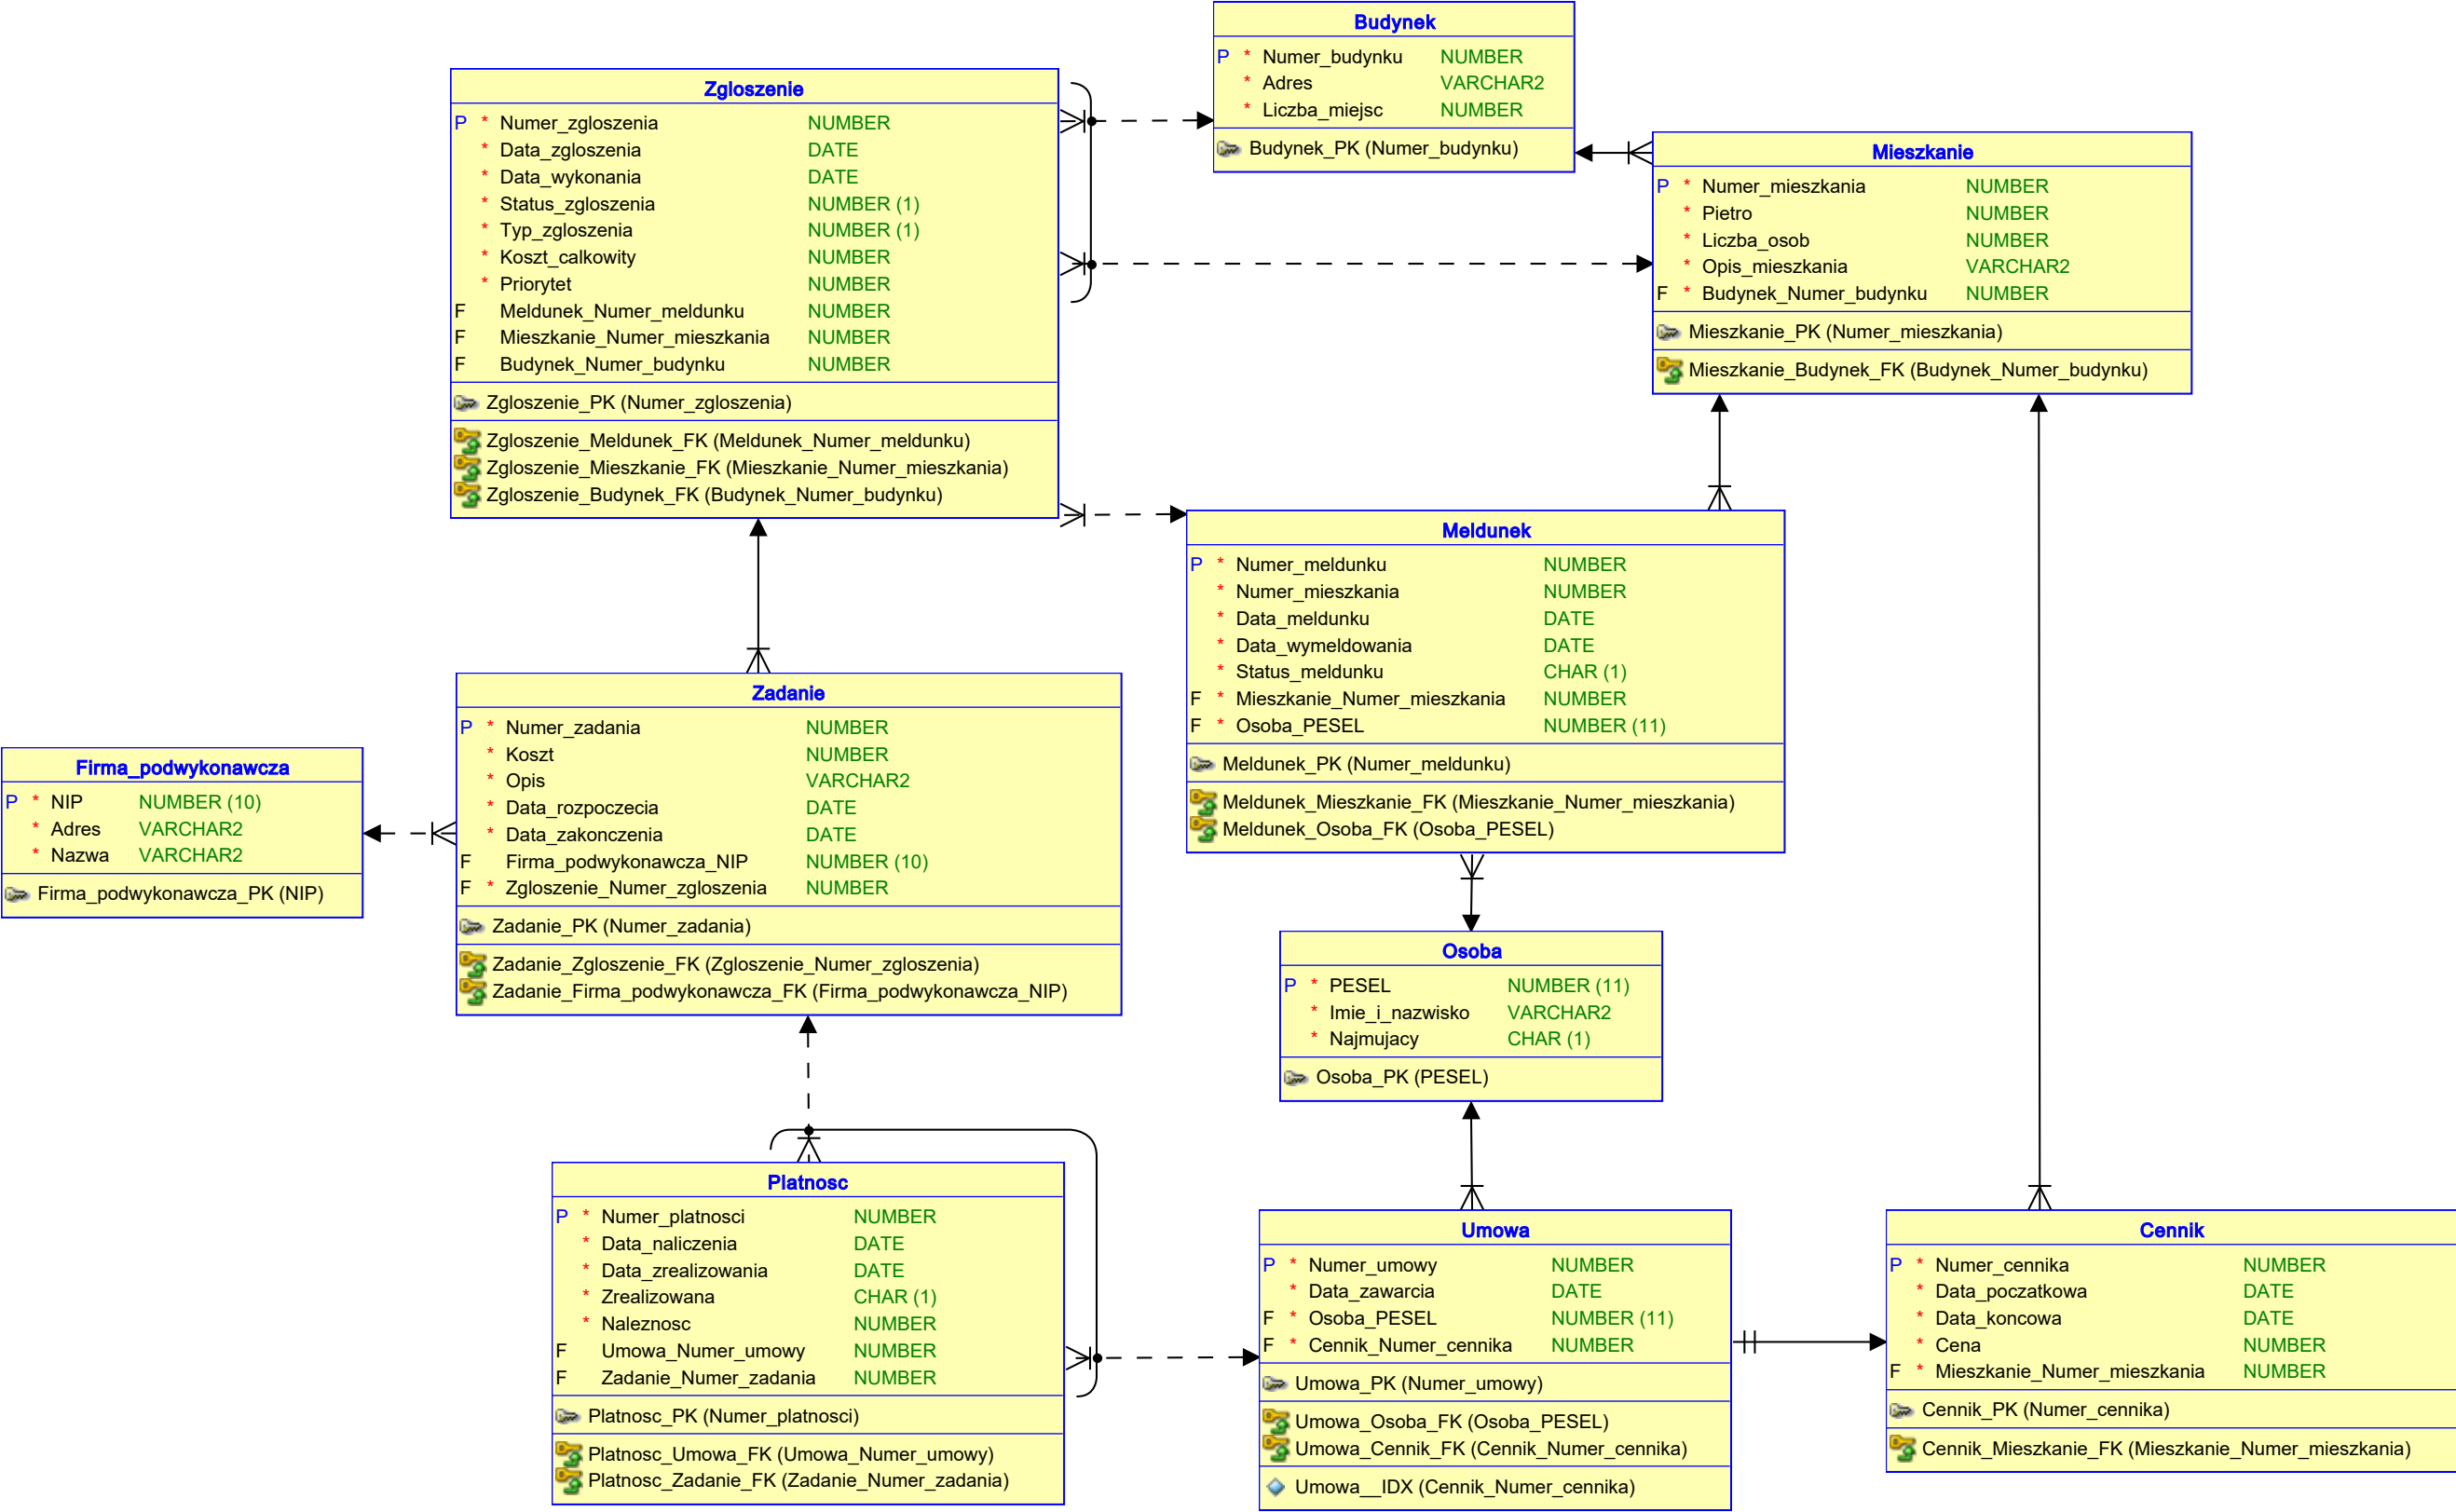 Budynek
P * Numer_budynku NUMBER
* Adres VARCHAR2
* Liczba_miejsc NUMBER
Budynek_PK (Numer_budynku)
Zgloszenie
P * Numer_zgloszenia NUMBER
* Data_zgloszenia DATE
* Data_wykonania DATE
* Status_zgloszenia NUMBER (1)
* Typ_zgloszenia NUMBER (1)
* Koszt_calkowity NUMBER
* Priorytet NUMBER
F Meldunek_Numer_meldunku NUMBER
F Mieszkanie_Numer_mieszkania NUMBER
F Budynek_Numer_budynku NUMBER
Zgloszenie_PK (Numer_zgloszenia)
Zgloszenie_Meldunek_FK (Meldunek_Numer_meldunku)
Zgloszenie_Mieszkanie_FK (Mieszkanie_Numer_mieszkania)
Zgloszenie_Budynek_FK (Budynek_Numer_budynku)
Mieszkanie
P * Numer_mieszkania NUMBER
* Pietro NUMBER
* Liczba_osob NUMBER
* Opis_mieszkania VARCHAR2
F * Budynek_Numer_budynku NUMBER
Mieszkanie_PK (Numer_mieszkania)
Mieszkanie_Budynek_FK (Budynek_Numer_budynku)
Meldunek
P * Numer_meldunku NUMBER
* Numer_mieszkania NUMBER
* Data_meldunku DATE
* Data_wymeldowania DATE
* Status_meldunku CHAR (1)
F * Mieszkanie_Numer_mieszkania NUMBER
F * Osoba_PESEL NUMBER (11)
Meldunek_PK (Numer_meldunku)
Meldunek_Mieszkanie_FK (Mieszkanie_Numer_mieszkania)
Meldunek_Osoba_FK (Osoba_PESEL)
Zadanie
P * Numer_zadania NUMBER
* Koszt NUMBER
* Opis VARCHAR2
* Data_rozpoczecia DATE
* Data_zakonczenia DATE
F Firma_podwykonawcza_NIP NUMBER (10)
F * Zgloszenie_Numer_zgloszenia NUMBER
Zadanie_PK (Numer_zadania)
Zadanie_Zgloszenie_FK (Zgloszenie_Numer_zgloszenia)
Zadanie_Firma_podwykonawcza_FK (Firma_podwykonawcza_NIP)
Firma_podwykonawcza
P * NIP NUMBER (10)
* Adres VARCHAR2
* Nazwa VARCHAR2
Firma_podwykonawcza_PK (NIP)
Osoba
P * PESEL NUMBER (11)
* Imie_i_nazwisko VARCHAR2
* Najmujacy CHAR (1)
Osoba_PK (PESEL)
Platnosc
P * Numer_platnosci NUMBER
* Data_naliczenia DATE
* Data_zrealizowania DATE
* Zrealizowana CHAR (1)
* Naleznosc NUMBER
F Umowa_Numer_umowy NUMBER
F Zadanie_Numer_zadania NUMBER
Platnosc_PK (Numer_platnosci)
Platnosc_Umowa_FK (Umowa_Numer_umowy)
Platnosc_Zadanie_FK (Zadanie_Numer_zadania)
Umowa
P * Numer_umowy NUMBER
* Data_zawarcia DATE
F * Osoba_PESEL NUMBER (11)
F * Cennik_Numer_cennika NUMBER
Umowa_PK (Numer_umowy)
Umowa_Osoba_FK (Osoba_PESEL)
Umowa_Cennik_FK (Cennik_Numer_cennika)
Umowa__IDX (Cennik_Numer_cennika)
Cennik
P * Numer_cennika NUMBER
* Data_poczatkowa DATE
* Data_koncowa DATE
* Cena NUMBER
F * Mieszkanie_Numer_mieszkania NUMBER
Cennik_PK (Numer_cennika)
Cennik_Mieszkanie_FK (Mieszkanie_Numer_mieszkania)